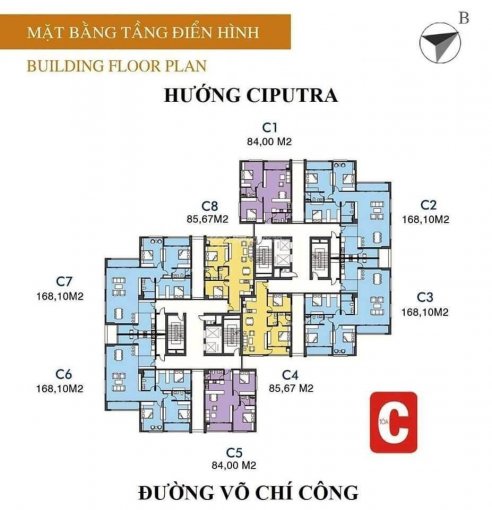 MẶT BẰNG TẦNG ĐIỂN HÌNH
B
BUILDING FLOOR PLAN
HƯỚNG CIPUTRA
C1
84,00 M2
C8
85,67M2
C2
168,10M2
C7
168,10M2
C3
168,10M2
C6
168,10M2
C4
85,67 M2
TÒA
C
C5
84,00 M2
ĐƯỜNG VÕ CHÍ CÔNG